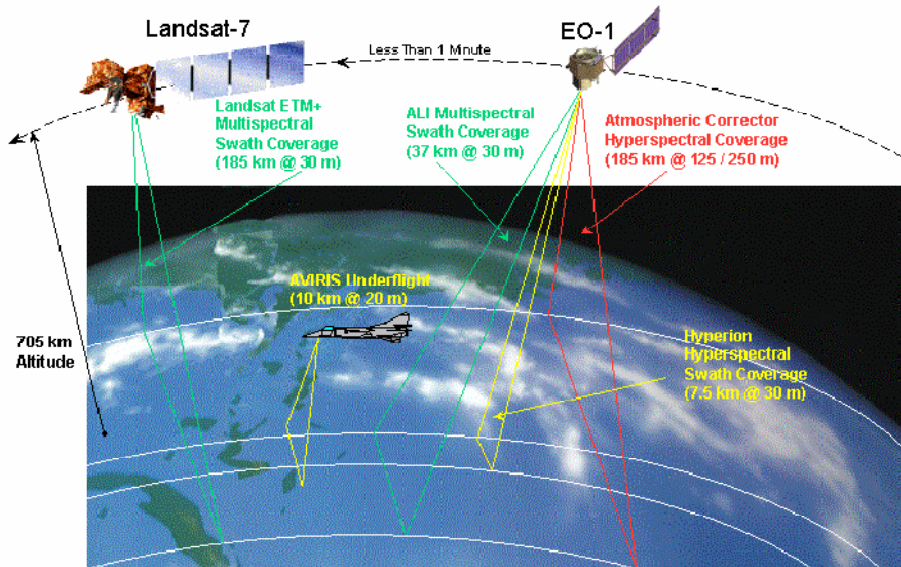 Landsat-7
EO-1
Less Than 1 Minute
Landsat ETM+
Multispectral
Swath Coverage
(185 km @ 30 m)
ALI Multispectral
Swath Coverage
(37 km @ 30 m)
Atmospheric Corrector
Hyperspectral Coverage
(185 km @ 125 / 250 m)
AVIRIS Underflight
(10 km @ 20 m)
705 km
Altitude
Hyperion
Hyperspectral
Swath Coverage
(7.5 km @ 30 m)